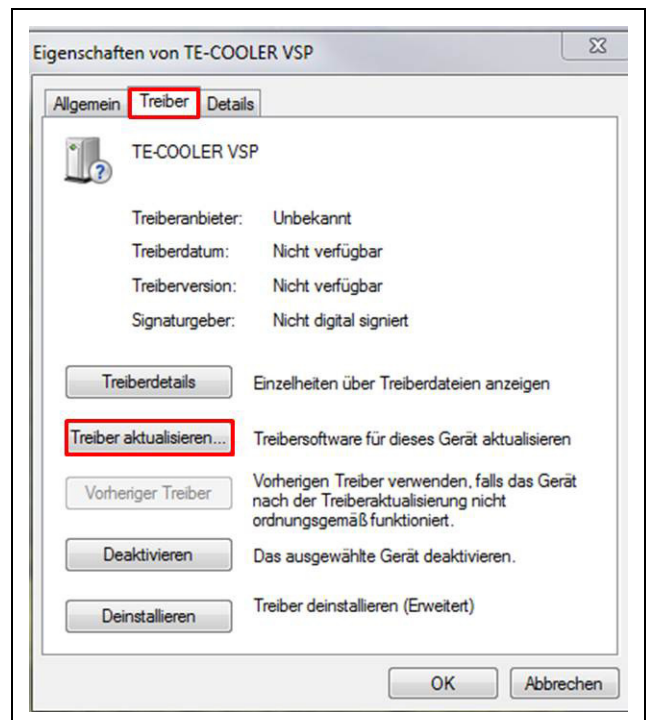 Eigenschaften von TE-COOLER VSP
Allgemein Treiber Details
TE-COOLER VSP
Treiberanbieter: Unbekannt
Treiberdatum: Nicht verfügbar
Treiberversion: Nicht verfügbar
Signaturgeber: Nicht digital signiert
Treiberdetails Einzelheiten über Treiberdateien anzeigen
Treiber aktualisieren... Treibersoftware für dieses Gerät aktualisieren
Vorheriger Treiber Vorherigen Treiber verwenden, falls das Gerät
nach der Treiberaktualisierung nicht
ordnungsgemäß funktioniert.
Deaktivieren Das ausgewählte Gerät deaktivieren.
Deinstallieren Treiber deinstallieren (Erweitert)
OK Abbrechen